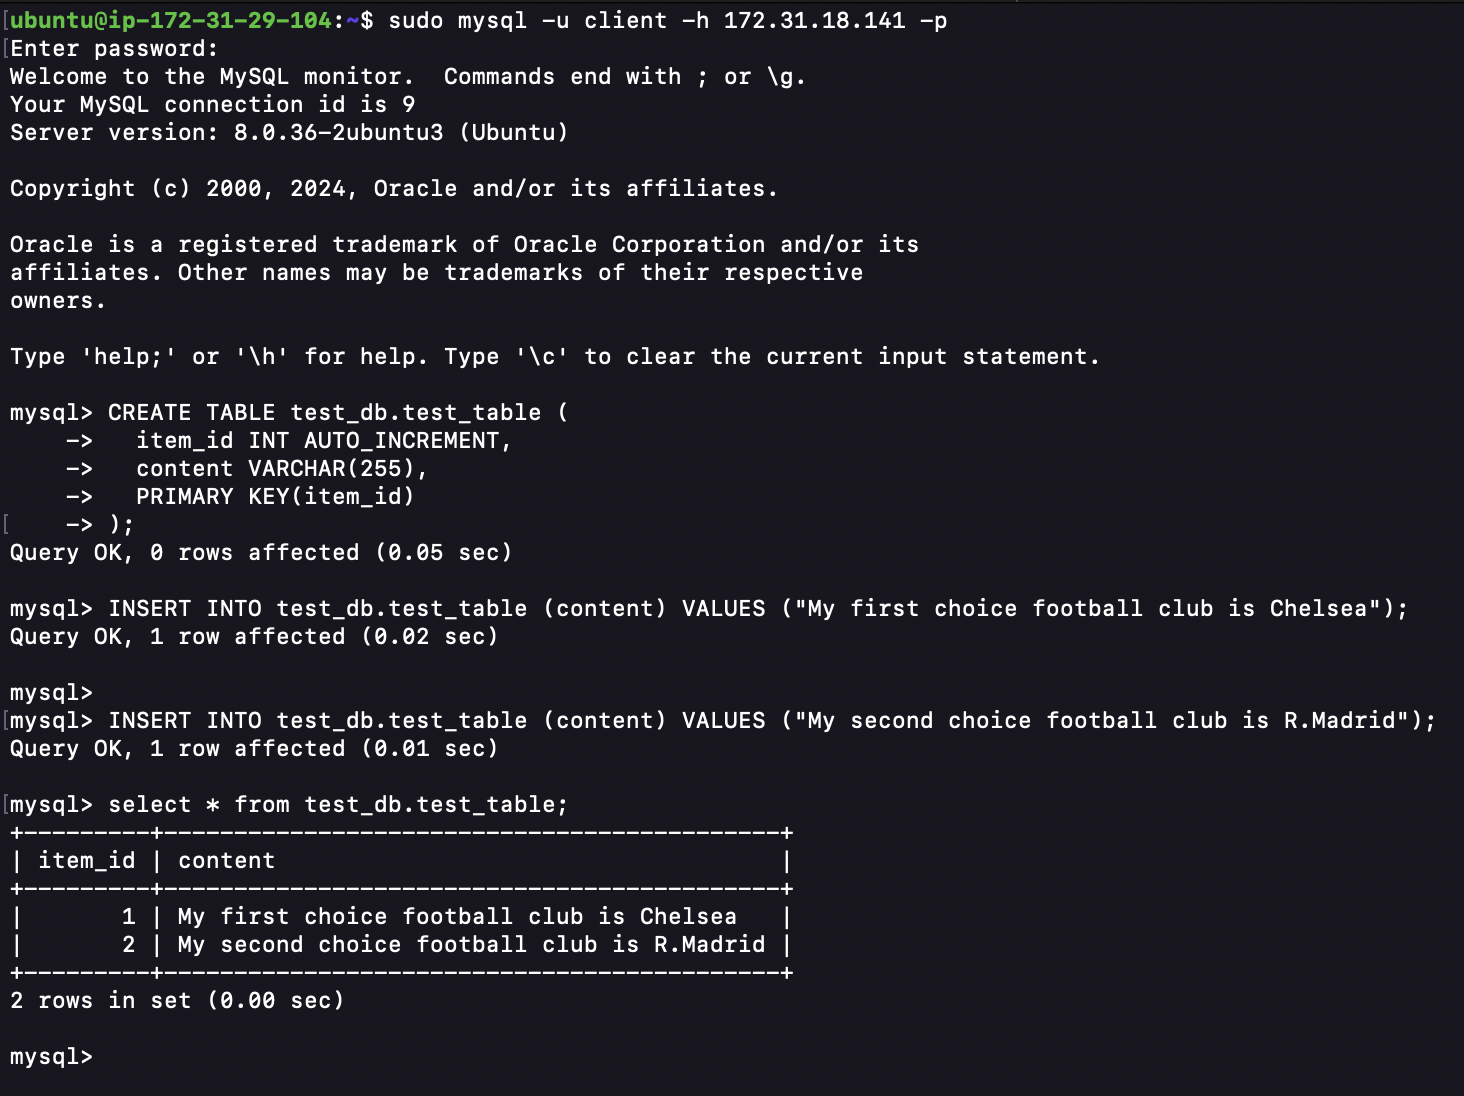 ubuntu@ip-172-31-29-104:~$ sudo mysql -u client -h 172.31.18.141 -p
Enter password:
Welcome to the MySQL monitor.  Commands end with ; or \g.
Your MySQL connection id is 9
Server version: 8.0.36-2ubuntu3 (Ubuntu)

Copyright (c) 2000, 2024, Oracle and/or its affiliates.

Oracle is a registered trademark of Oracle Corporation and/or its
affiliates. Other names may be trademarks of their respective
owners.

Type 'help;' or '\h' for help. Type '\c' to clear the current input statement.

mysql> CREATE TABLE test_db.test_table (
    ->   item_id INT AUTO_INCREMENT,
    ->   content VARCHAR(255),
    ->   PRIMARY KEY(item_id)
    -> );
Query OK, 0 rows affected (0.05 sec)

mysql> INSERT INTO test_db.test_table (content) VALUES ("My first choice football club is Chelsea");
Query OK, 1 row affected (0.02 sec)

mysql>
mysql> INSERT INTO test_db.test_table (content) VALUES ("My second choice football club is R.Madrid");
Query OK, 1 row affected (0.01 sec)

mysql> select * from test_db.test_table;
+---------+--------------------------------------------+
| item_id | content                                    |
+---------+--------------------------------------------+
|       1 | My first choice football club is Chelsea   |
|       2 | My second choice football club is R.Madrid |
+---------+--------------------------------------------+
2 rows in set (0.00 sec)

mysql>